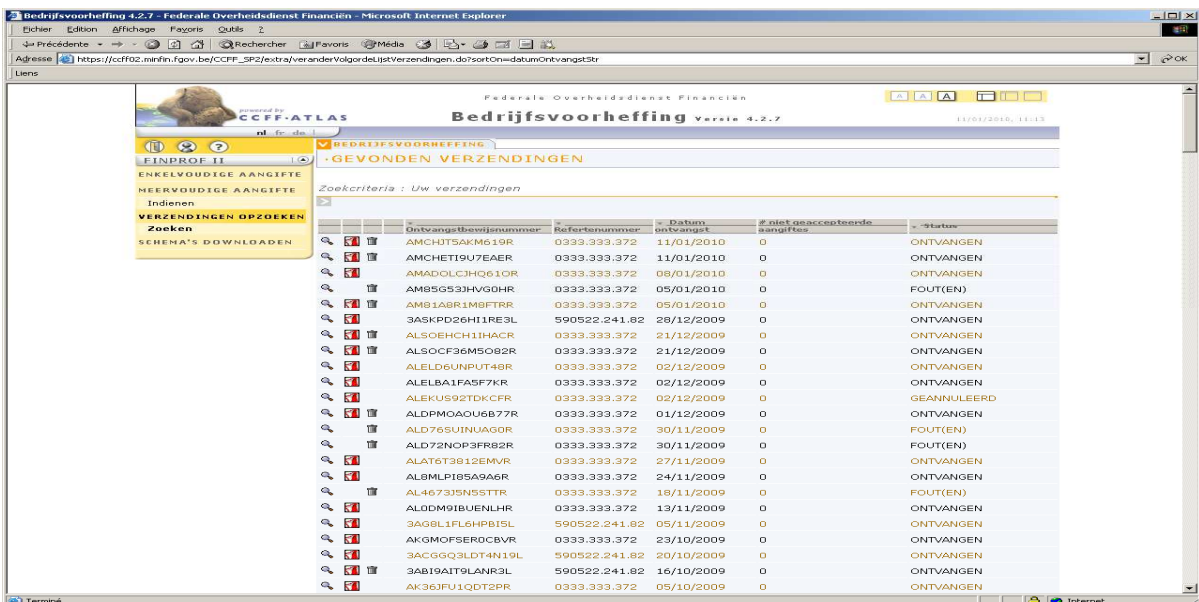 Bedrijfsvoorheffing 4.2.7 - Federale Overheidsdienst Financiën - Microsoft Internet Explorer
Fichier Edition Affichage Favoris Outils ?
Précédente Rechercher Favoris Média
Adresse https://ccff02.minfin.fgov.be/CCFF_SP2/extra/veranderVolgordeLijstVerzendingen.do?sortOn=datumOntvangstStr OK
Liens
Federale Overheidsdienst Financiën A A A
powered by
CCFF-ATLAS Bedrijfsvoorheffing Versie 4.2.7 11/01/2010, 11:13
nl fr de
BEDRIJFSVOORHEFFING
FINPROF II
GEVONDEN VERZENDINGEN
ENKELVOUDIGE AANGIFTE
MEERVOUDIGE AANGIFTE
Indienen
VERZENDINGEN OPZOEKEN
Zoeken
SCHEMA'S DOWNLOADEN
Zoekcriteria : Uw verzendingen
Ontvangstbewijsnummer Refertenummer Datum ontvangst # niet geaccepteerde aangiftes Status
AMCHJT5AKM619R 0333.333.372 11/01/2010 0 ONTVANGEN
AMCHETI9U7EAER 0333.333.372 11/01/2010 0 ONTVANGEN
AMADOLCJHQ61OR 0333.333.372 08/01/2010 0 ONTVANGEN
AM85G53JHVG0HR 0333.333.372 05/01/2010 0 FOUT(EN)
AM81A8R1M8FTRR 0333.333.372 05/01/2010 0 ONTVANGEN
3ASKPD26HI1RE3L 590522.241.82 28/12/2009 0 ONTVANGEN
ALSOEHCH1IHACR 0333.333.372 21/12/2009 0 ONTVANGEN
ALSOCF36M5O82R 0333.333.372 21/12/2009 0 ONTVANGEN
ALELD6UNPUT48R 0333.333.372 02/12/2009 0 ONTVANGEN
ALELBA1FA5F7KR 0333.333.372 02/12/2009 0 ONTVANGEN
ALEKUS92TDKCFR 0333.333.372 02/12/2009 0 GEANNULEERD
ALDPMOAOU6B77R 0333.333.372 01/12/2009 0 ONTVANGEN
ALD76SUINUAG0R 0333.333.372 30/11/2009 0 FOUT(EN)
ALD72NOP3FR82R 0333.333.372 30/11/2009 0 FOUT(EN)
ALAT6T3812EMVR 0333.333.372 27/11/2009 0 ONTVANGEN
AL8MLPI85A9A6R 0333.333.372 24/11/2009 0 ONTVANGEN
AL4673J5N5STTR 0333.333.372 18/11/2009 0 FOUT(EN)
AL0DM9IBUENLHR 0333.333.372 13/11/2009 0 ONTVANGEN
3AG8L1FL6HPBI5L 590522.241.82 05/11/2009 0 ONTVANGEN
AKGMOFSER0CBVR 0333.333.372 23/10/2009 0 ONTVANGEN
3ACGGQ3LDT4N19L 590522.241.82 20/10/2009 0 ONTVANGEN
3ABI9AIT9LANR3L 590522.241.82 16/10/2009 0 ONTVANGEN
AK36JFU1QDT2PR 0333.333.372 05/10/2009 0 ONTVANGEN
Terminé Internet